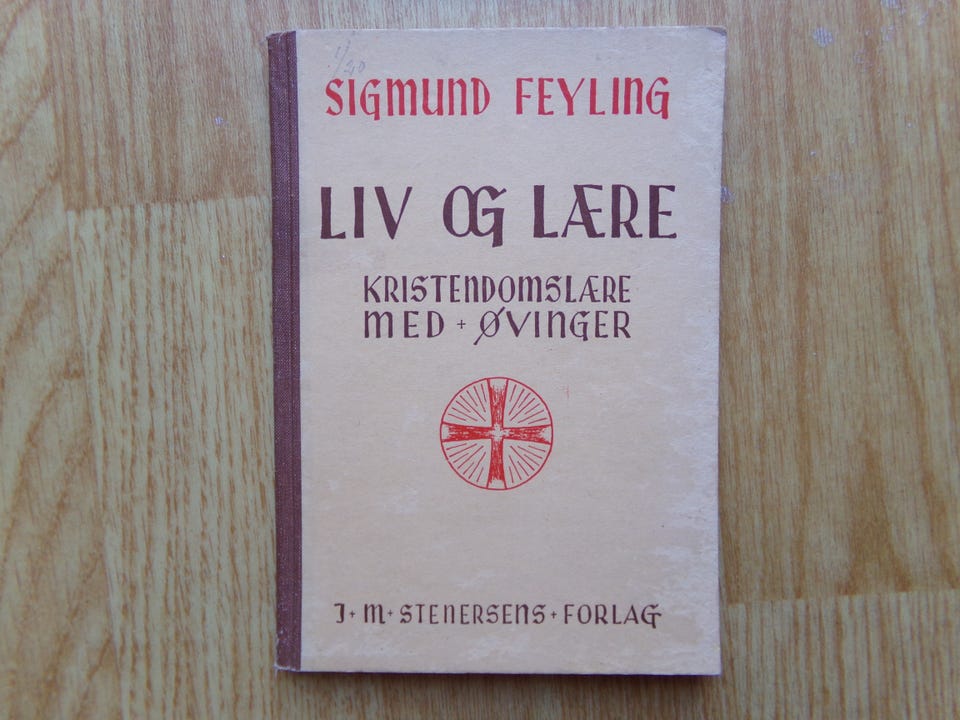 SIGMUND FEYLING
LIV OG LÆRE
KRISTENDOMSLÆRE
MED + ØVINGER
J + M + STENERSENS + FORLAG